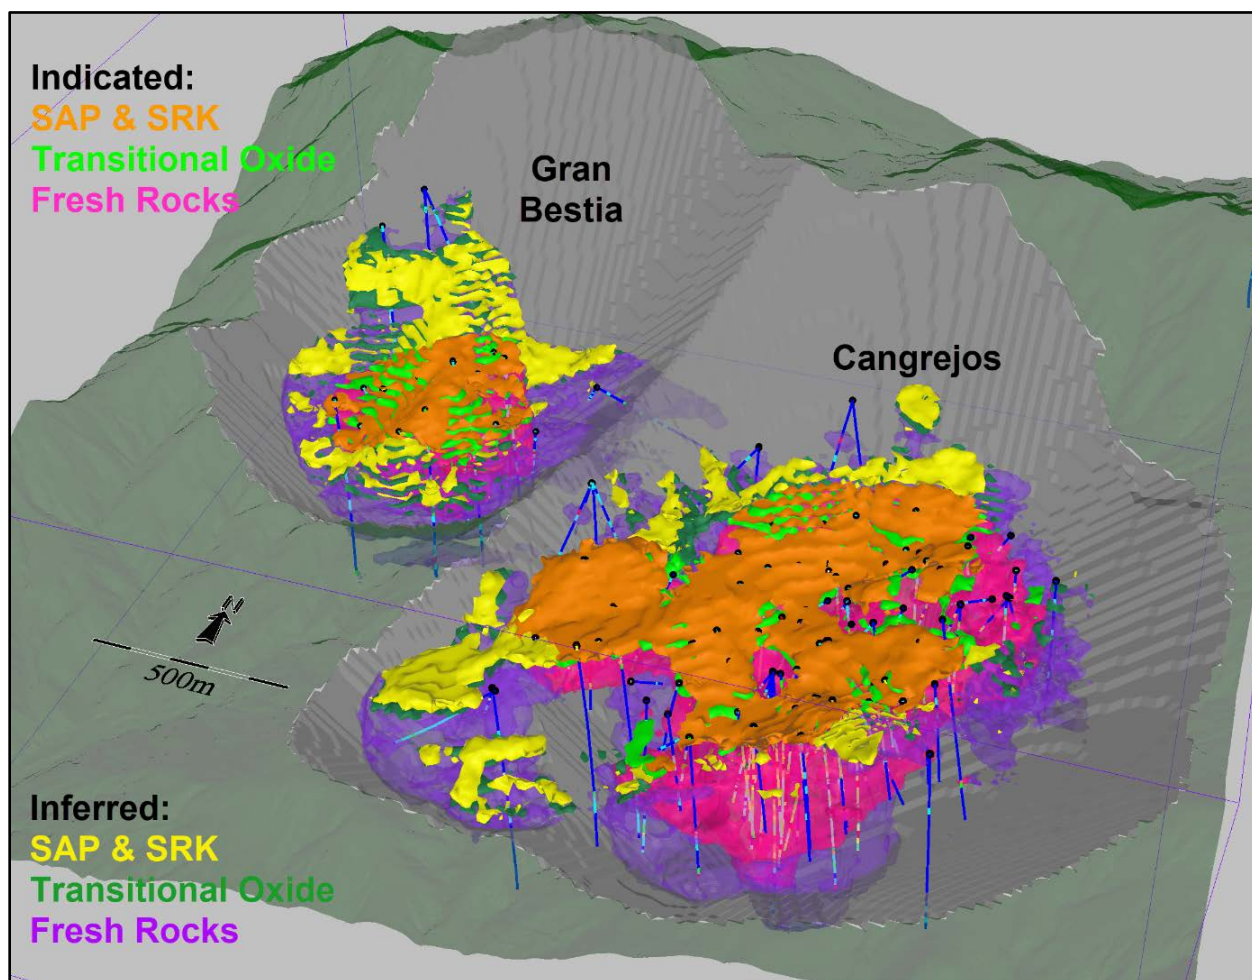 Indicated:
SAP & SRK
Transitional Oxide
Fresh Rocks
Gran
Bestia
Cangrejos
N
500m
Inferred:
SAP & SRK
Transitional Oxide
Fresh Rocks